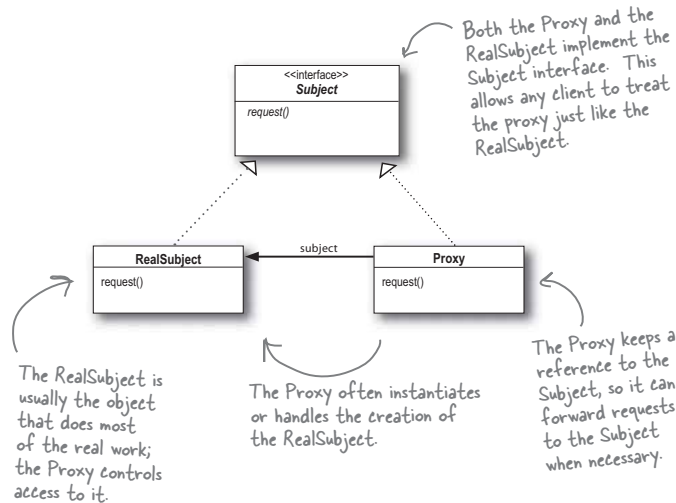 Both the Proxy and the
RealSubject implement the
Subject interface. This
allows any client to treat
the proxy just like the
RealSubject.
<<interface>>
Subject
request()
RealSubject
request()
subject
Proxy
request()
The RealSubject is
usually the object
that does most
of the real work;
the Proxy controls
access to it.
The Proxy often instantiates
or handles the creation of
the RealSubject.
The Proxy keeps a
reference to the
Subject, so it can
forward requests
to the Subject
when necessary.